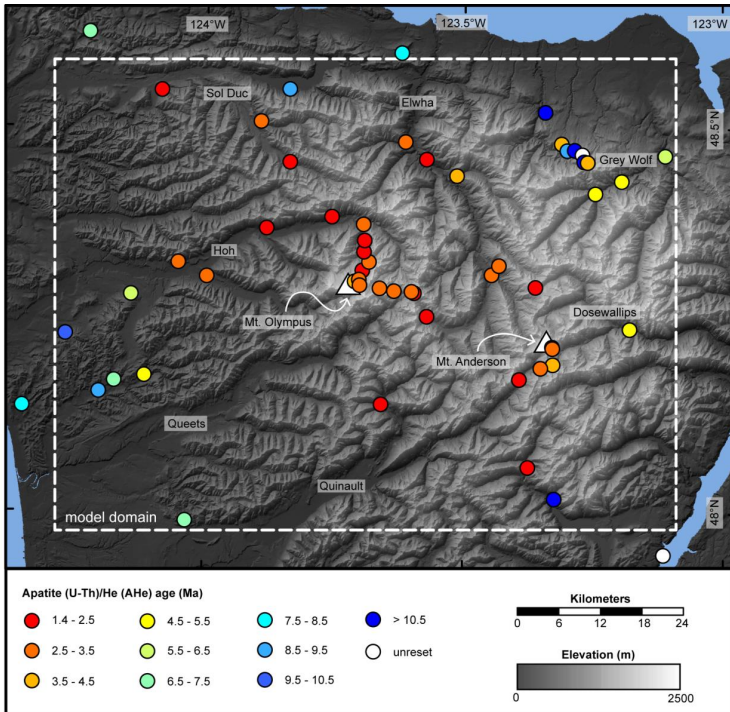 124°W
123.5°W
123°W
Sol Duc
Elwha
48.5°N
Grey Wolf
Hoh
Mt. Olympus
Dosewallips
Mt. Anderson
Queets
Quinault
48°N
model domain
Apatite (U-Th)/He (AHe) age (Ma)
1.4 - 2.5
4.5 - 5.5
7.5 - 8.5
> 10.5
2.5 - 3.5
5.5 - 6.5
8.5 - 9.5
unreset
3.5 - 4.5
6.5 - 7.5
9.5 - 10.5
Kilometers
0 6 12 18 24
Elevation (m)
0 2500